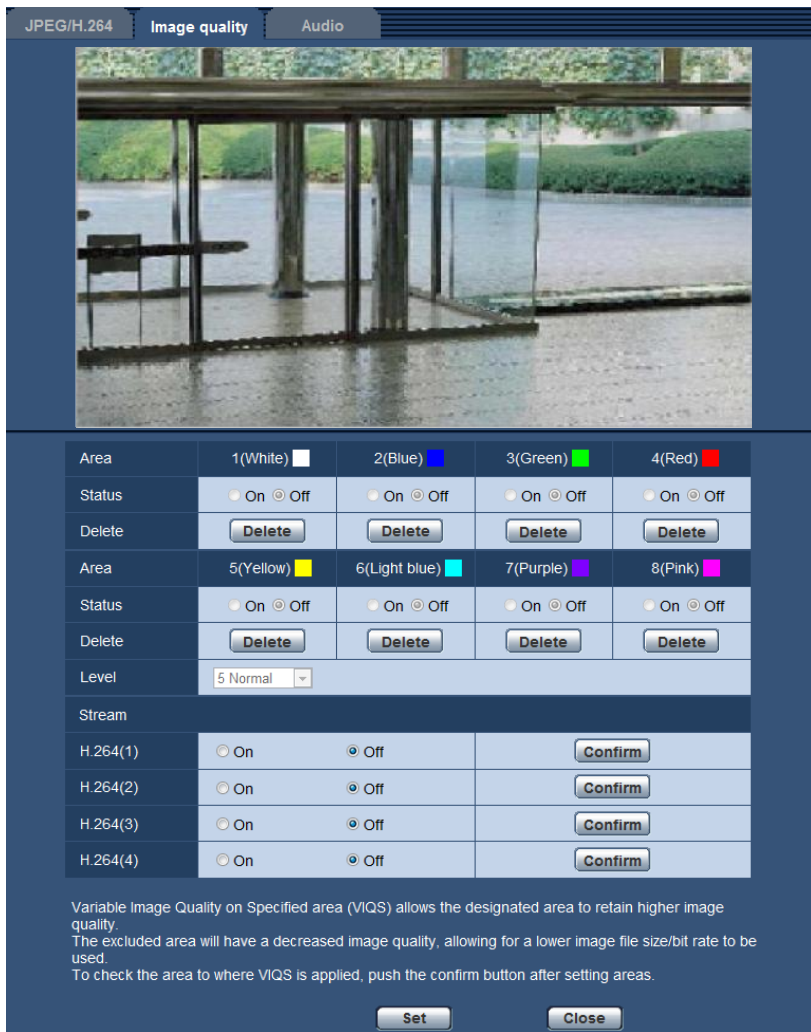 JPEG/H.264 Image quality Audio
Area 1(White) 2(Blue) 3(Green) 4(Red)
Status On Off On Off On Off On Off
Delete Delete Delete Delete Delete
Area 5(Yellow) 6(Light blue) 7(Purple) 8(Pink)
Status On Off On Off On Off On Off
Delete Delete Delete Delete Delete
Level 5 Normal
Stream
H.264(1) On Off Confirm
H.264(2) On Off Confirm
H.264(3) On Off Confirm
H.264(4) On Off Confirm
Variable Image Quality on Specified area (VIQS) allows the designated area to retain higher image
quality.
The excluded area will have a decreased image quality, allowing for a lower image file size/bit rate to be
used.
To check the area to where VIQS is applied, push the confirm button after setting areas.
Set Close